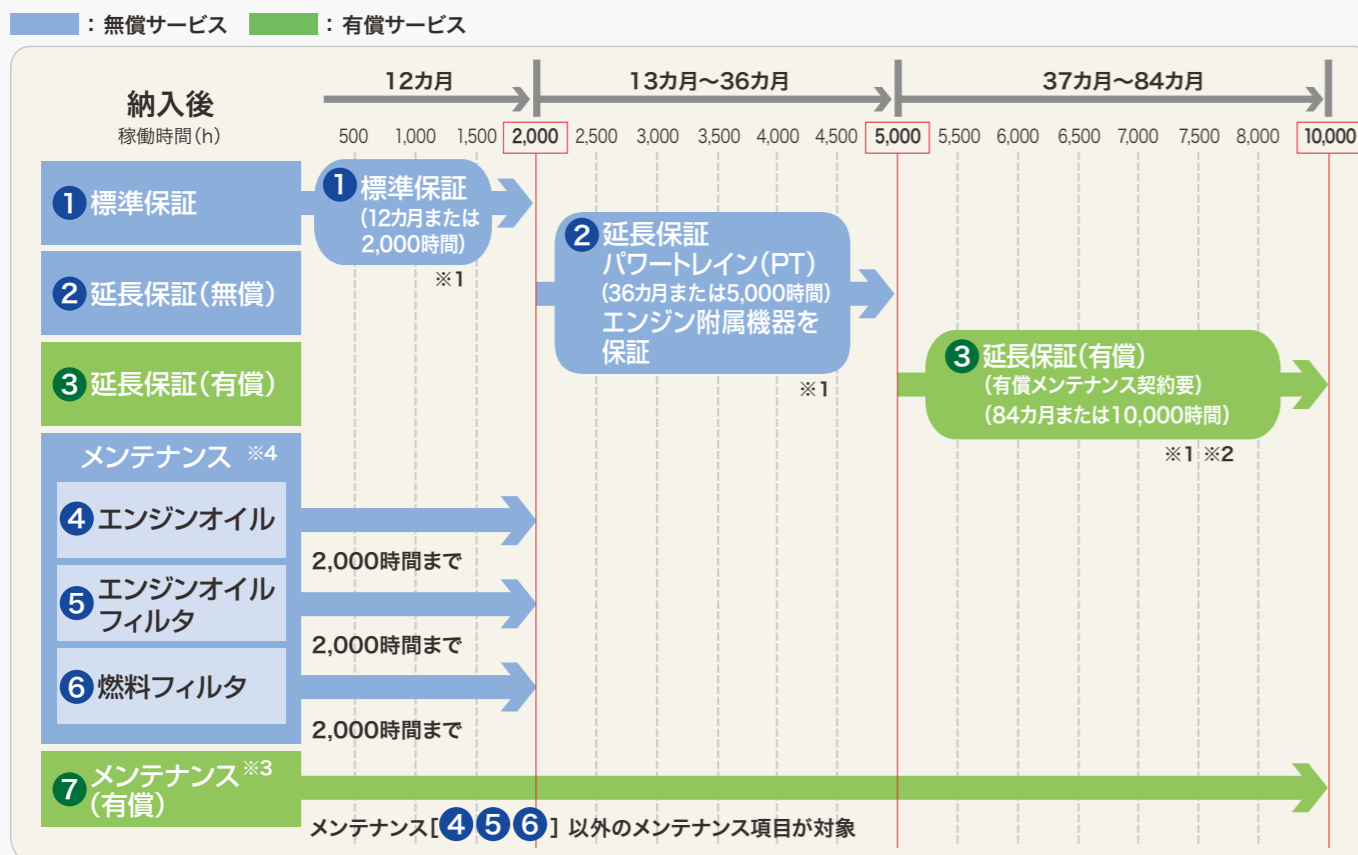 ：無償サービス ：有償サービス
12カ月 13カ月～36カ月 37カ月～84カ月
納入後
稼働時間(h) 500 1,000 1,500 2,000 2,500 3,000 3,500 4,000 4,500 5,000 5,500 6,000 6,500 7,000 7,500 8,000 10,000
❶標準保証
❶標準保証
(12カ月または
2,000時間)
※1
❷延長保証(無償)
❷延長保証
パワートレイン(PT)
(36カ月または5,000時間)
エンジン附属機器を
保証
※1
❸延長保証(有償)
❸延長保証(有償)
(有償メンテナンス契約要)
(84カ月または10,000時間)
※1 ※2
メンテナンス ※4
❹エンジンオイル
2,000時間まで
❺エンジンオイル
フィルタ
2,000時間まで
❻燃料フィルタ
2,000時間まで
❼メンテナンス※3
(有償)
メンテナンス[❹❺❻]以外のメンテナンス項目が対象